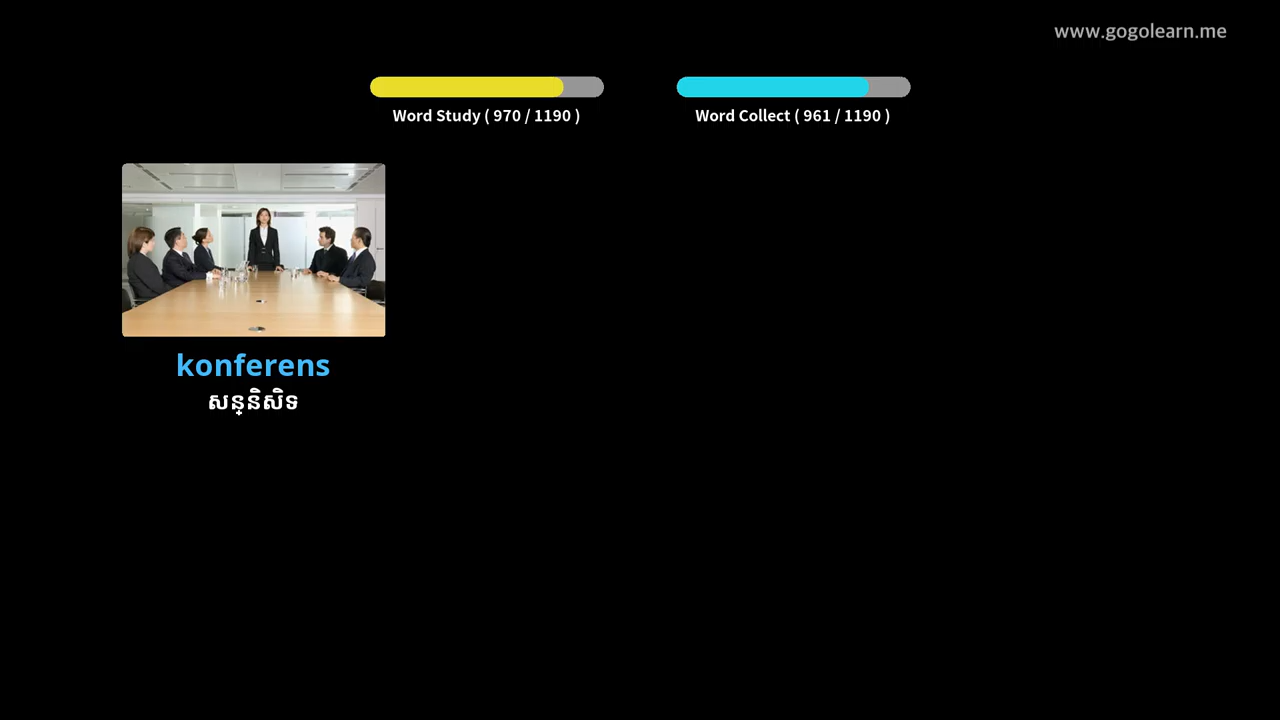 www.gogolearn.me
Word Study ( 970 / 1190 )
Word Collect ( 961 / 1190 )
konferens
សន្និសិទ